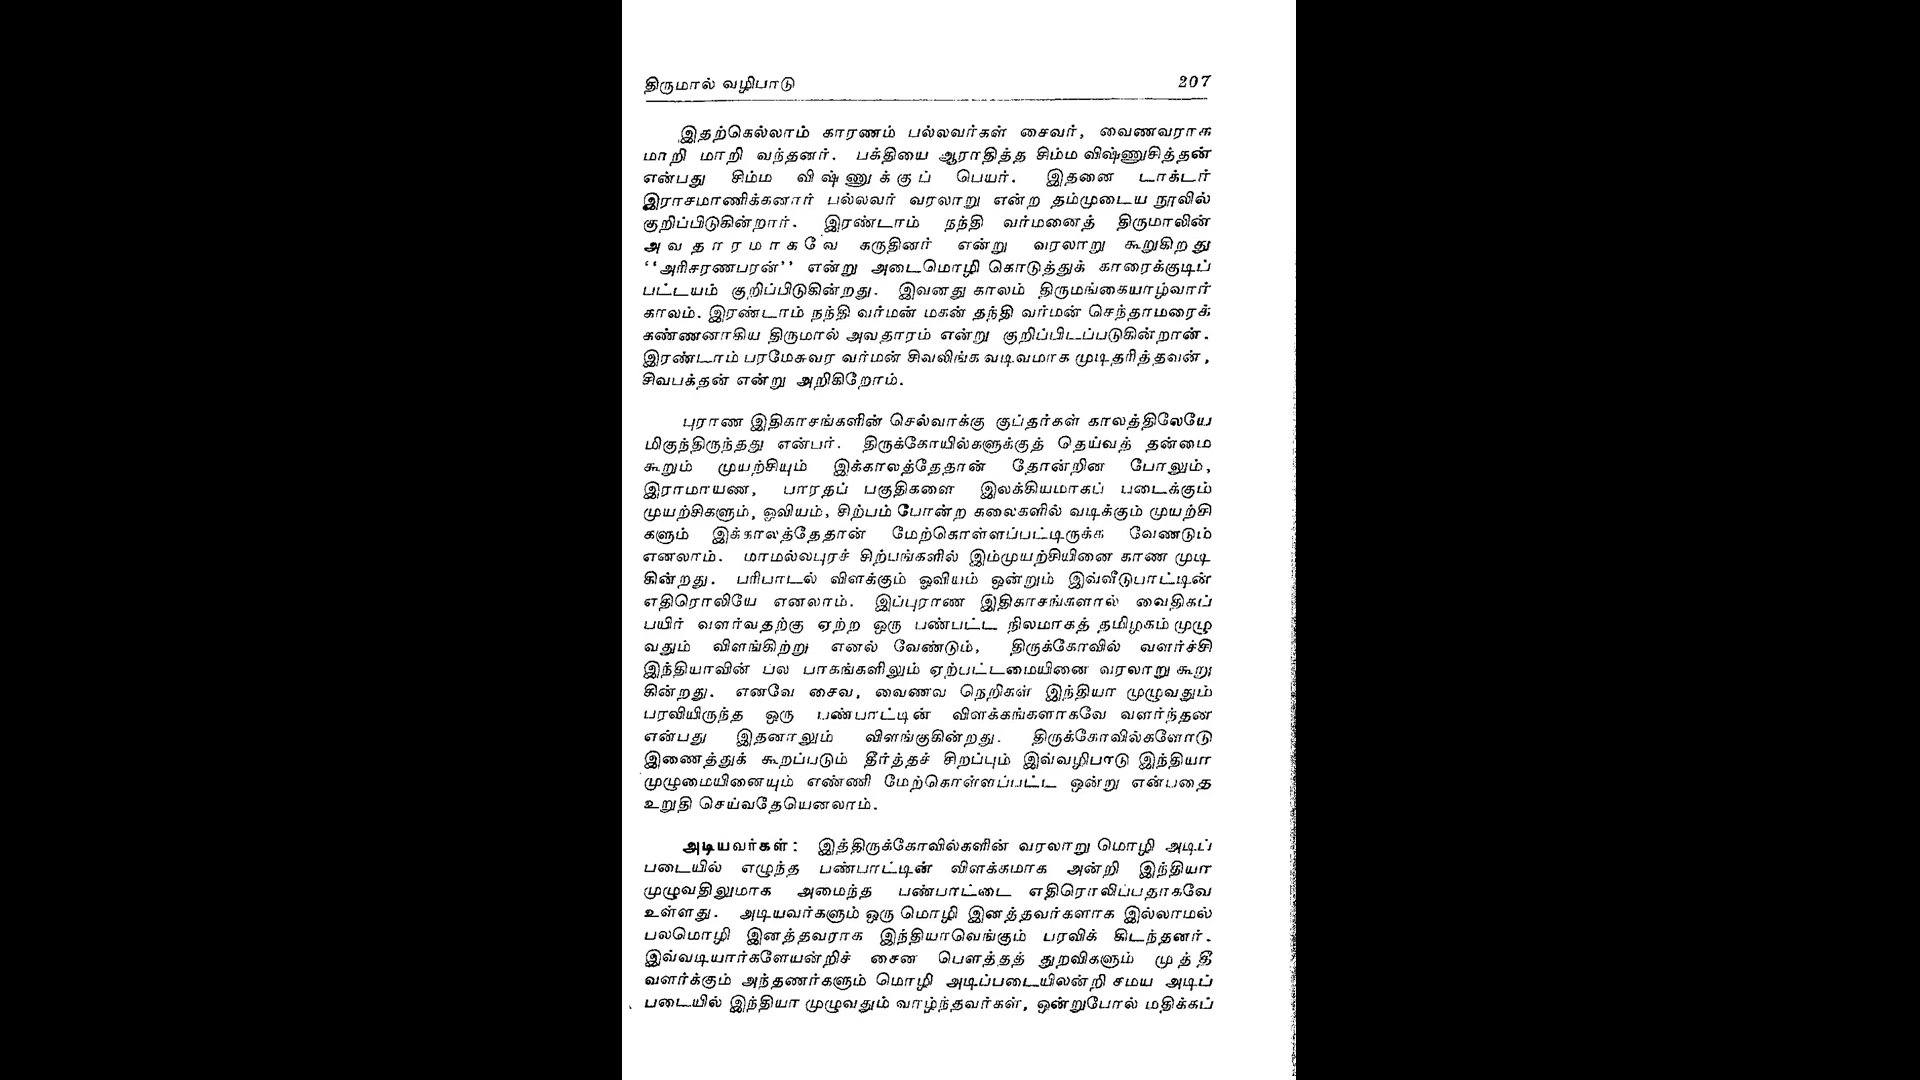 திருமால் வழிபாடு 207
இதற்கெல்லாம் காரணம் பல்லவர்கள் சைவர், வைணவராக
மாறி மாறி வந்தனர். பக்தியை ஆராதித்த சிம்ம விஷ்ணுசித்தன்
என்பது சிம்ம விஷ்ணுக்குப் பெயர். இதனை டாக்டர்
இராசமாணிக்கனார் பல்லவர் வரலாறு என்ற தம்முடைய நூலில்
குறிப்பிடுகின்றார். இரண்டாம் நந்தி வர்மனைத் திருமாலின்
அவதாரமாகவே கருதினர் என்று வரலாறு கூறுகிறது
‘‘அரிசரணபரன்’’ என்று அடைமொழி கொடுத்துக் காரைக்குடிப்
பட்டயம் குறிப்பிடுகின்றது. இவனது காலம் திருமங்கையாழ்வார்
காலம். இரண்டாம் நந்தி வர்மன் மகன் தந்தி வர்மன் செந்தாமரைக்
கண்ணனாகிய திருமால் அவதாரம் என்று குறிப்பிடப்படுகின்றான்.
இரண்டாம் பரமேசுவர வர்மன் சிவலிங்க வடிவமாக முடிதரித்தவன்,
சிவபக்தன் என்று அறிகிறோம்.
புராண இதிகாசங்களின் செல்வாக்கு குப்தர்கள் காலத்திலேயே
மிகுந்திருந்தது என்பர். திருக்கோயில்களுக்குத் தெய்வத் தன்மை
கூறும் முயற்சியும் இக்காலத்தேதான் தோன்றின போலும்,
இராமாயண, பாரதப் பகுதிகளை இலக்கியமாகப் படைக்கும்
முயற்சிகளும், ஓவியம், சிற்பம் போன்ற கலைகளில் வடிக்கும் முயற்சி
களும் இக்காலத்தேதான் மேற்கொள்ளப்பட்டிருக்க வேண்டும்
எனலாம். மாமல்லபுரச் சிற்பங்களில் இம்முயற்சியினை காண முடி
கின்றது. பரிபாடல் விளக்கும் ஓவியம் ஒன்றும் இவ்வீடுபாட்டின்
எதிரொலியே எனலாம். இப்புராண இதிகாசங்களால் வைதிகப்
பயிர் வளர்வதற்கு ஏற்ற ஒரு பண்பட்ட நிலமாகத் தமிழகம் முழு
வதும் விளங்கிற்று எனல் வேண்டும், திருக்கோவில் வளர்ச்சி
இந்தியாவின் பல பாகங்களிலும் ஏற்பட்டமையினை வரலாறு கூறு
கின்றது. எனவே சைவ, வைணவ நெறிகள் இந்தியா முழுவதும்
பரவியிருந்த ஒரு பண்பாட்டின் விளக்கங்களாகவே வளர்ந்தன
என்பது இதனாலும் விளங்குகின்றது. திருக்கோவில்களோடு
இணைத்துக் கூறப்படும் தீர்த்தச் சிறப்பும் இவ்வழிபாடு இந்தியா
முழுமையினையும் எண்ணி மேற்கொள்ளப்பட்ட ஒன்று என்பதை
உறுதி செய்வதேயெனலாம்.
அடியவர்கள்: இத்திருக்கோவில்களின் வரலாறு மொழி அடிப்
படையில் எழுந்த பண்பாட்டின் விளக்கமாக அன்றி இந்தியா
முழுவதிலுமாக அமைந்த பண்பாட்டை எதிரொலிப்பதாகவே
உள்ளது. அடியவர்களும் ஒரு மொழி இனத்தவர்களாக இல்லாமல்
பலமொழி இனத்தவராக இந்தியாவெங்கும் பரவிக் கிடந்தனர்.
இவ்வடியார்களேயன்றிச் சைன பௌத்தத் துறவிகளும் முத்தீ
வளர்க்கும் அந்தணர்களும் மொழி அடிப்படையிலன்றி சமய அடிப்
படையில் இந்தியா முழுவதும் வாழ்ந்தவர்கள், ஒன்றுபோல் மதிக்கப்